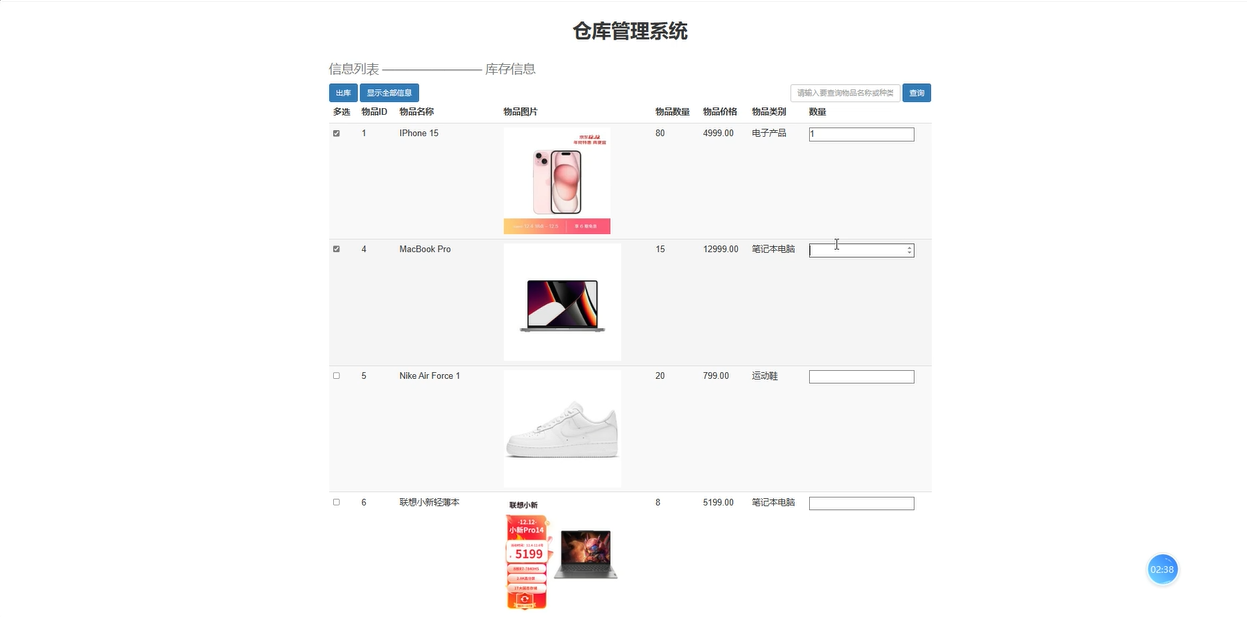 仓库管理系统
信息列表 ——————— 库存信息
出库 显示全部信息 请输入要查询物品名称或种类 查询
多选 物品ID 物品名称 物品图片 物品数量 物品价格 物品类别 数量
1 IPhone 15 80 4999.00 电子产品 1
4 MacBook Pro 15 12999.00 笔记本电脑
5 Nike Air Force 1 20 799.00 运动鞋
6 联想小新轻薄本 8 5199.00 笔记本电脑
联想小新
·12.12·
小新Pro14
5199
02:38